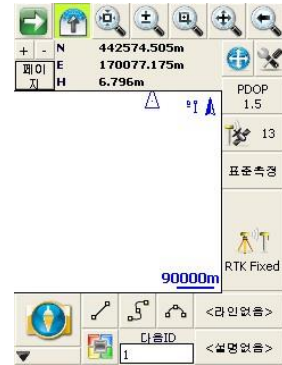 + -
페이지
N 442574.505m
E 170077.175m
H 6.796m
PDOP
1.5
13
표준측정
RTK Fixed
90000m
<라인없음>
다음ID
1
<설명없음>